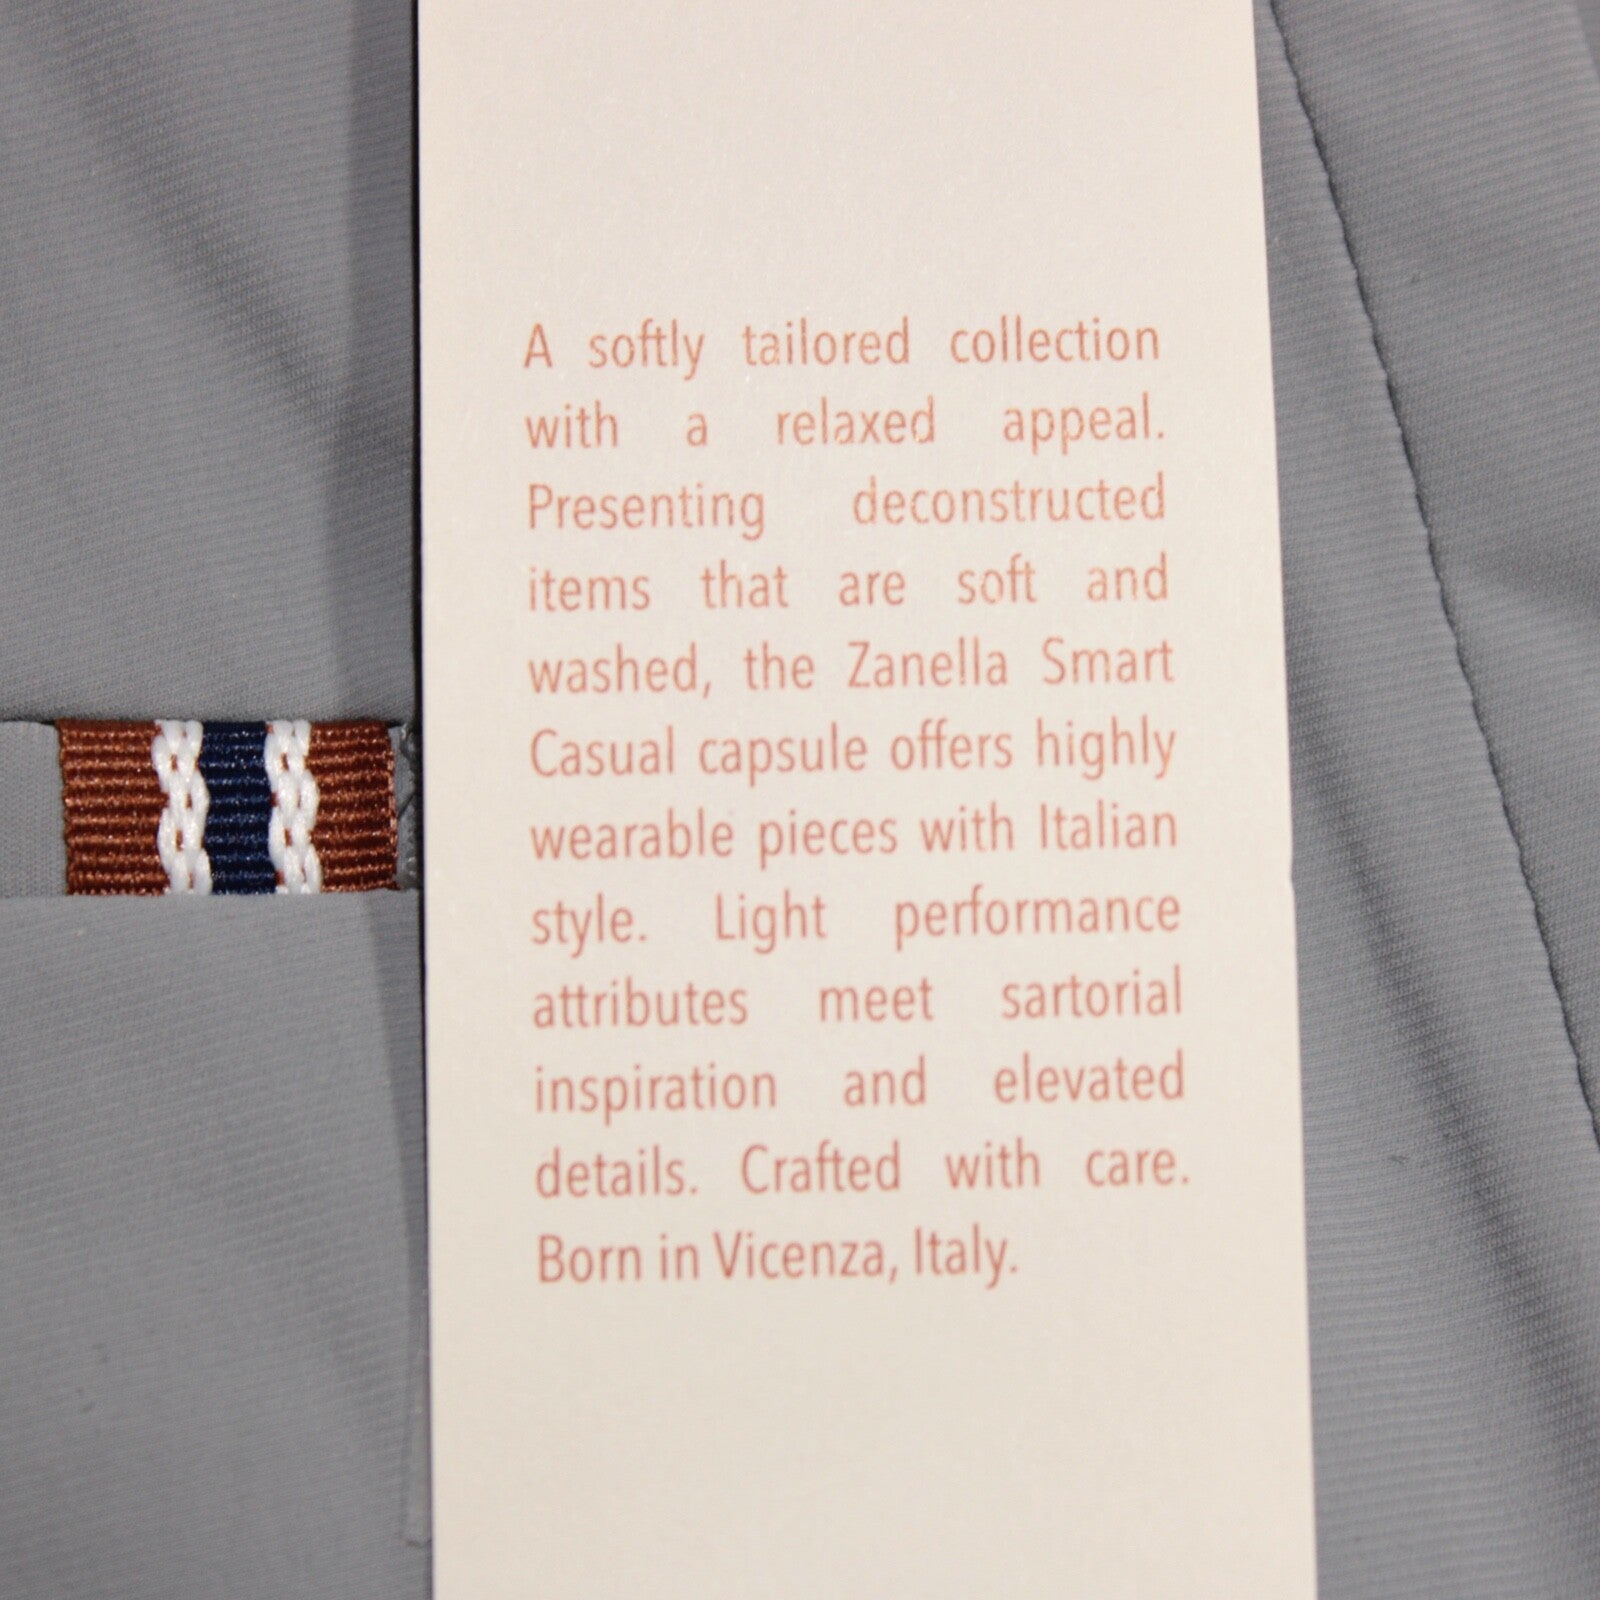 A softly tailored collection
with a relaxed appeal.
Presenting deconstructed
items that are soft and
washed, the Zanella Smart
Casual capsule offers highly
wearable pieces with Italian
style. Light performance
attributes meet sartorial
inspiration and elevated
details. Crafted with care.
Born in Vicenza, Italy.